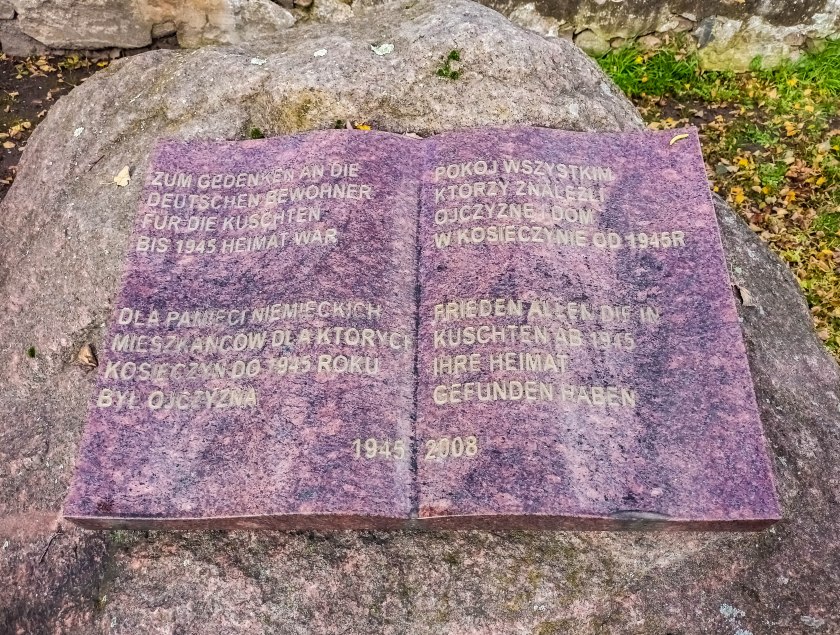 ZUM GEDENKEN AN DIE
DEUTSCHEN BEWOHNER
FÜR DIE KUSCHTEN
BIS 1945 HEIMAT WAR
DLA PAMIĘCI NIEMIECKICH
MIESZKAŃCÓW DLA KTÓRYCH
KOSIECZYN DO 1945 ROKU
BYŁ OJCZYZNĄ
POKÓJ WSZYSTKIM
KTÓRZY ZNALEŹLI
OJCZYZNĘ I DOM
W KOSIECZYNIE OD 1945R
FRIEDEN ALLEN DIE IN
KUSCHTEN AB 1945
IHRE HEIMAT
GEFUNDEN HABEN
1945 2008